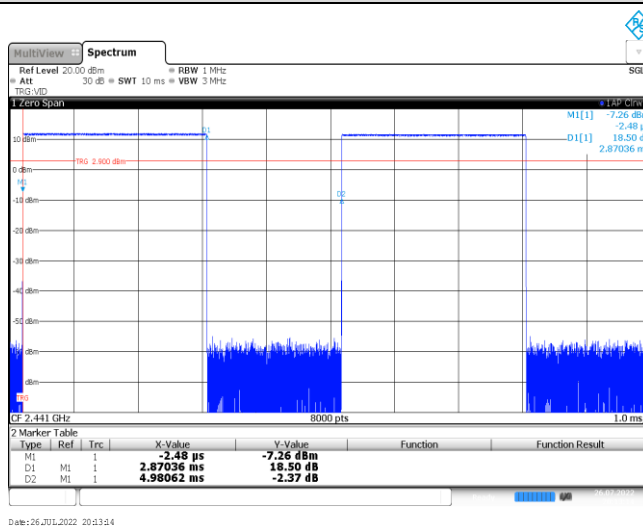 MultiView Spectrum
Ref Level 20.00 dBm RBW 1 MHz SGL
Att 30 dB SWT 10 ms VBW 3 MHz
TRG:VID
1 Zero Span 1AP Clrw
M1[1] -7.26 dBm
-2.48 µs
D1
10 dBm D1[1] 18.50 dB
2.87036 ms
TRG 2.900 dBm
0 dBm
M1
D2
-10 dBm
-20 dBm
-30 dBm
-40 dBm
-50 dBm
dBm
dBm
TRG
CF 2.441 GHz 8000 pts 1.0 ms
2 Marker Table
Type Ref Trc X-Value Y-Value Function Function Result
M1 1 -2.48 µs -7.26 dBm
D1 M1 1 2.87036 ms 18.50 dB
D2 M1 1 4.98062 ms -2.37 dB
26.07.2022
Date: 26.JUL.2022 20:13:14